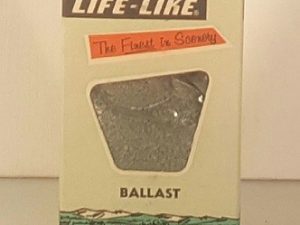 LIFE-LIKE®
The Finest in Scenery
BALLAST